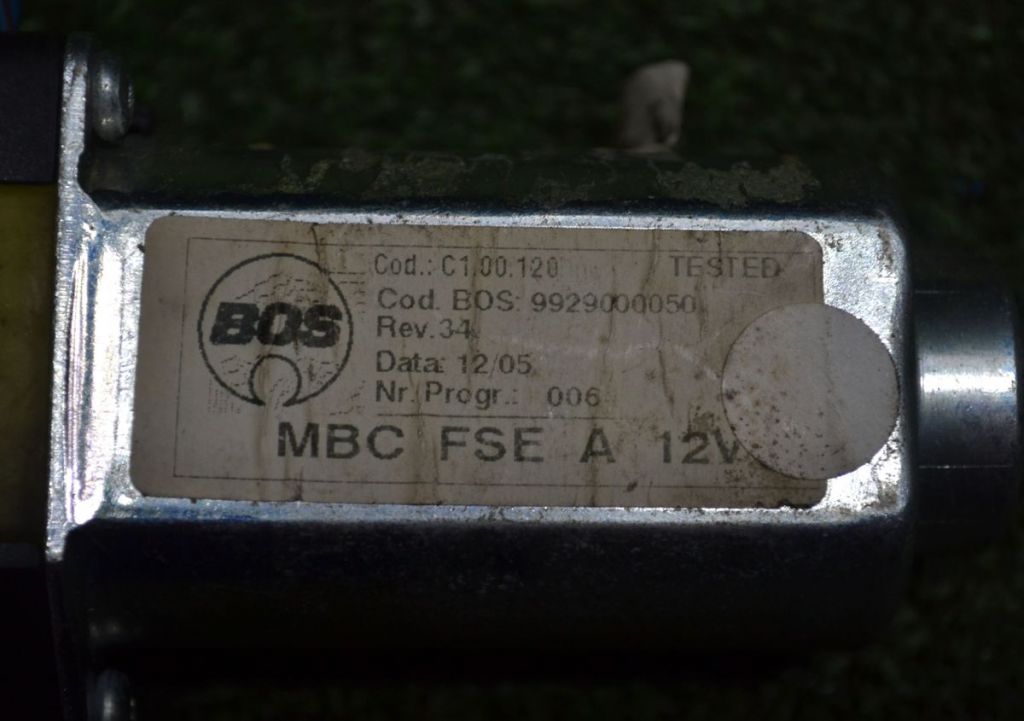 BOS
Cod.: C1.00.120 TESTED
Cod. BOS: 9929000050
Rev.34
Data: 12/05
Nr. Progr.: 006
MBC FSE A 12V